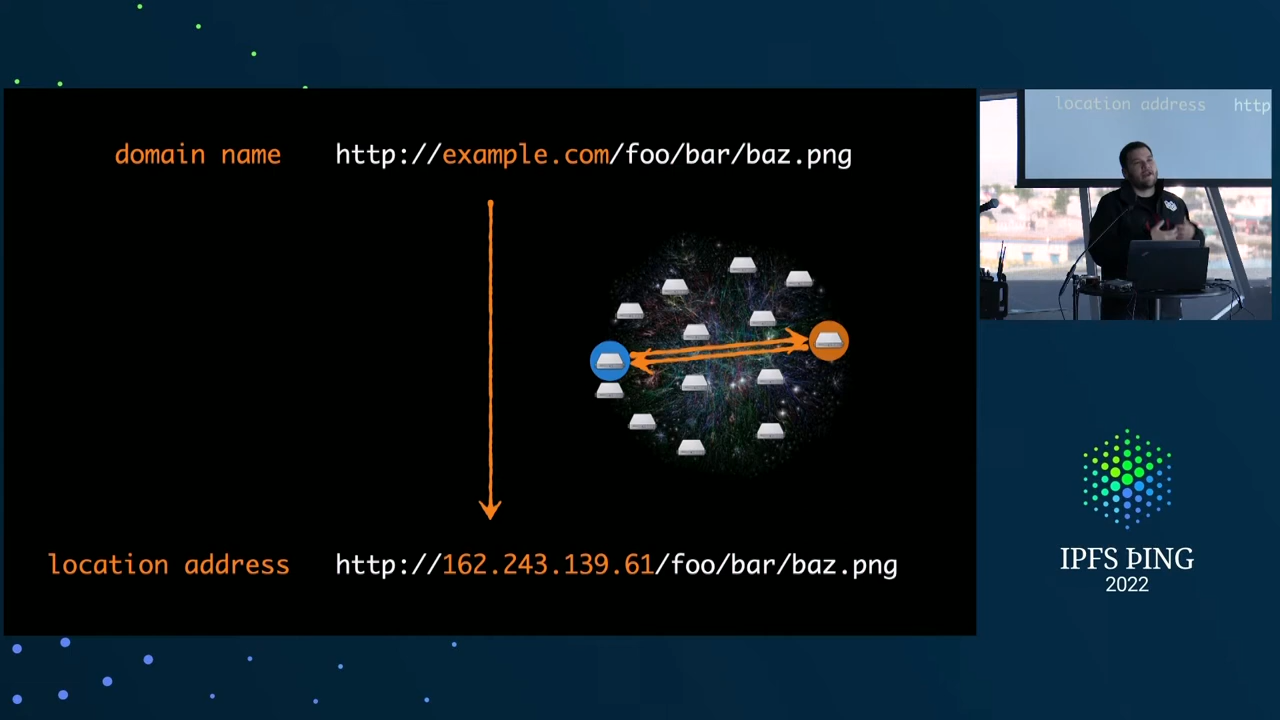 domain name http://example.com/foo/bar/baz.png
location address http
location address http://162.243.139.61/foo/bar/baz.png
IPFS ÞING
2022